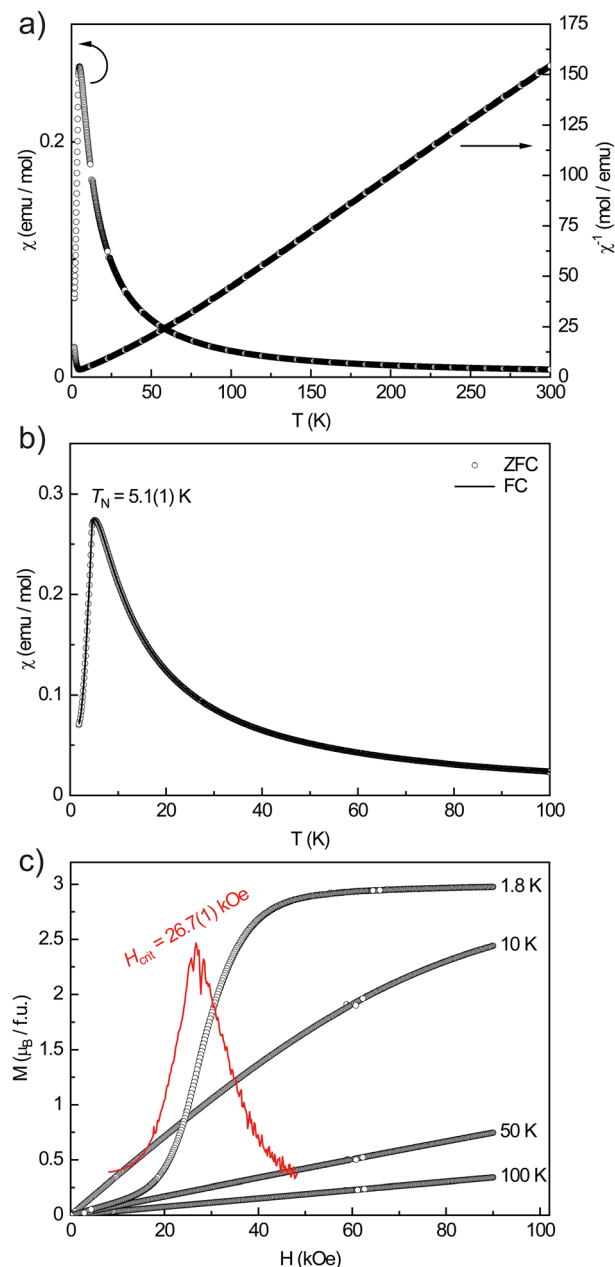 a)
175
150
125
100
75
50
25
0
0.2
0
χ (emu / mol)
χ⁻¹ (mol / emu)
0 50 100 150 200 250 300
T (K)
b)
ZFC
FC
T_N = 5.1(1) K
0.3
0.2
0.1
0
χ (emu / mol)
0 20 40 60 80 100
T (K)
c)
H_crit = 26.7(1) kOe
1.8 K
10 K
50 K
100 K
3
2.5
2
1.5
1
0.5
0
M (μ_B / f.u.)
0 20 40 60 80 100
H (kOe)